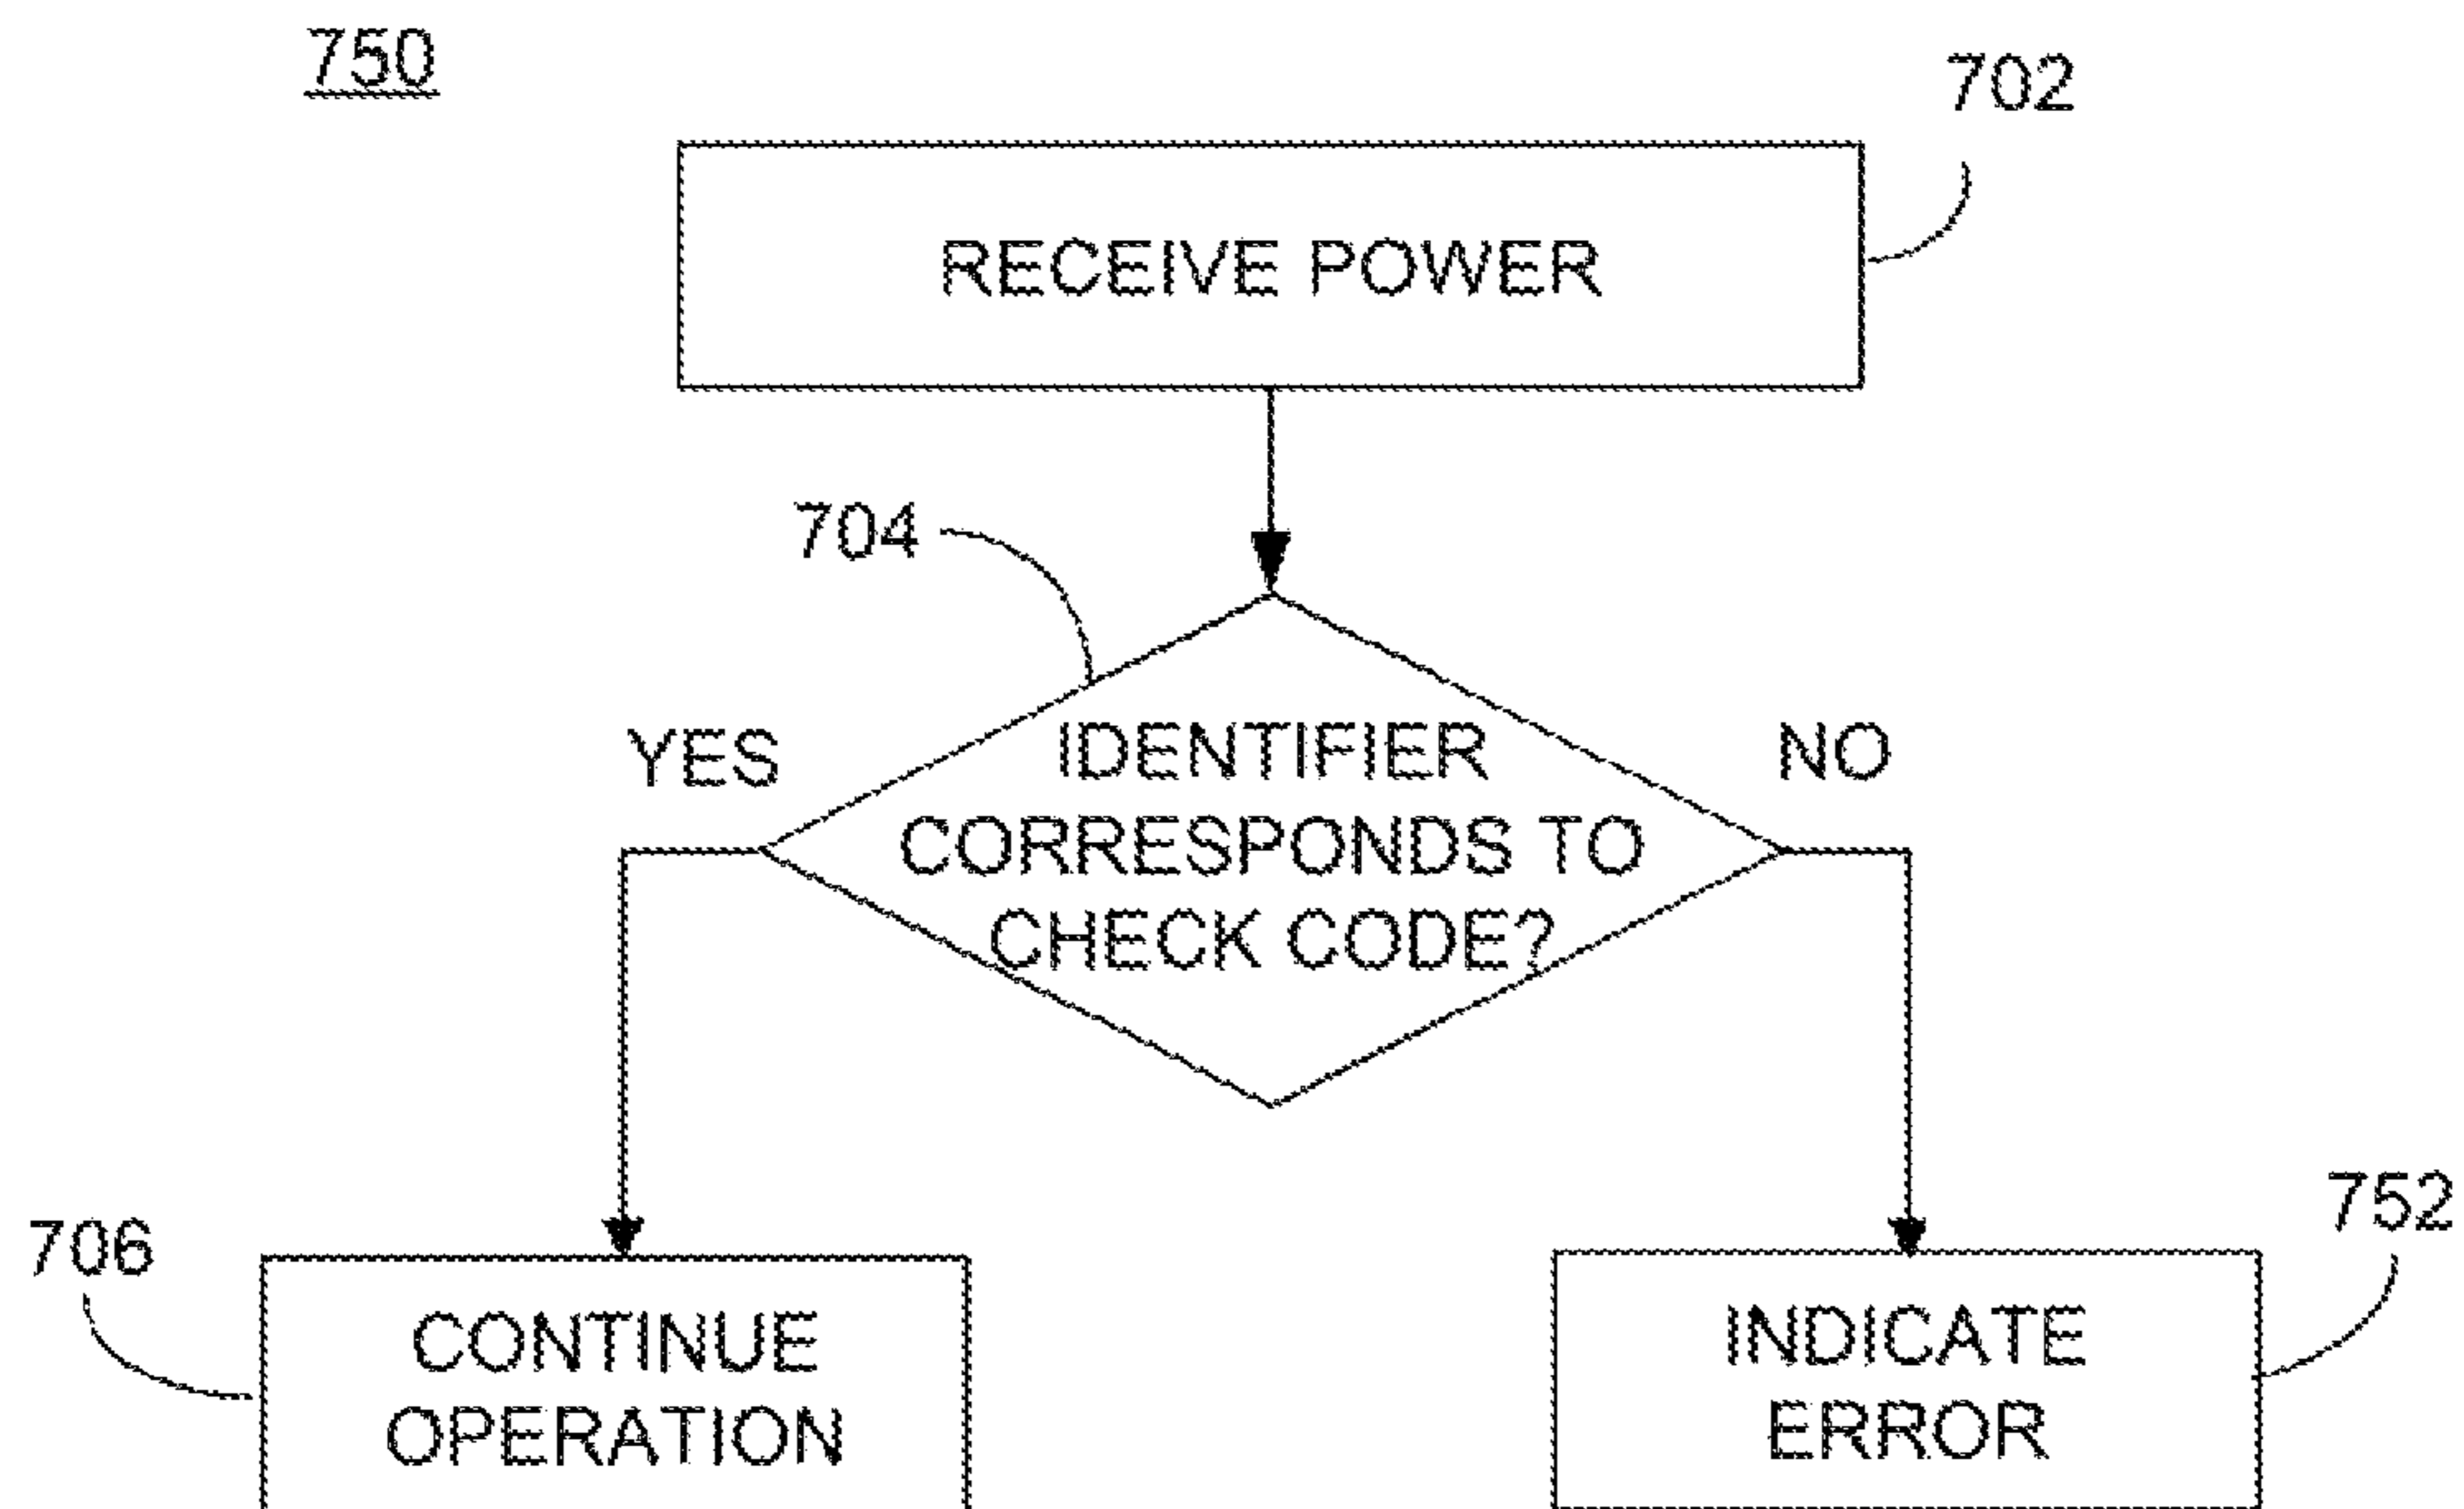 750
702
RECEIVE POWER
704
YES
IDENTIFIER
CORRESPONDS TO
CHECK CODE?
NO
706
CONTINUE
OPERATION
752
INDICATE
ERROR